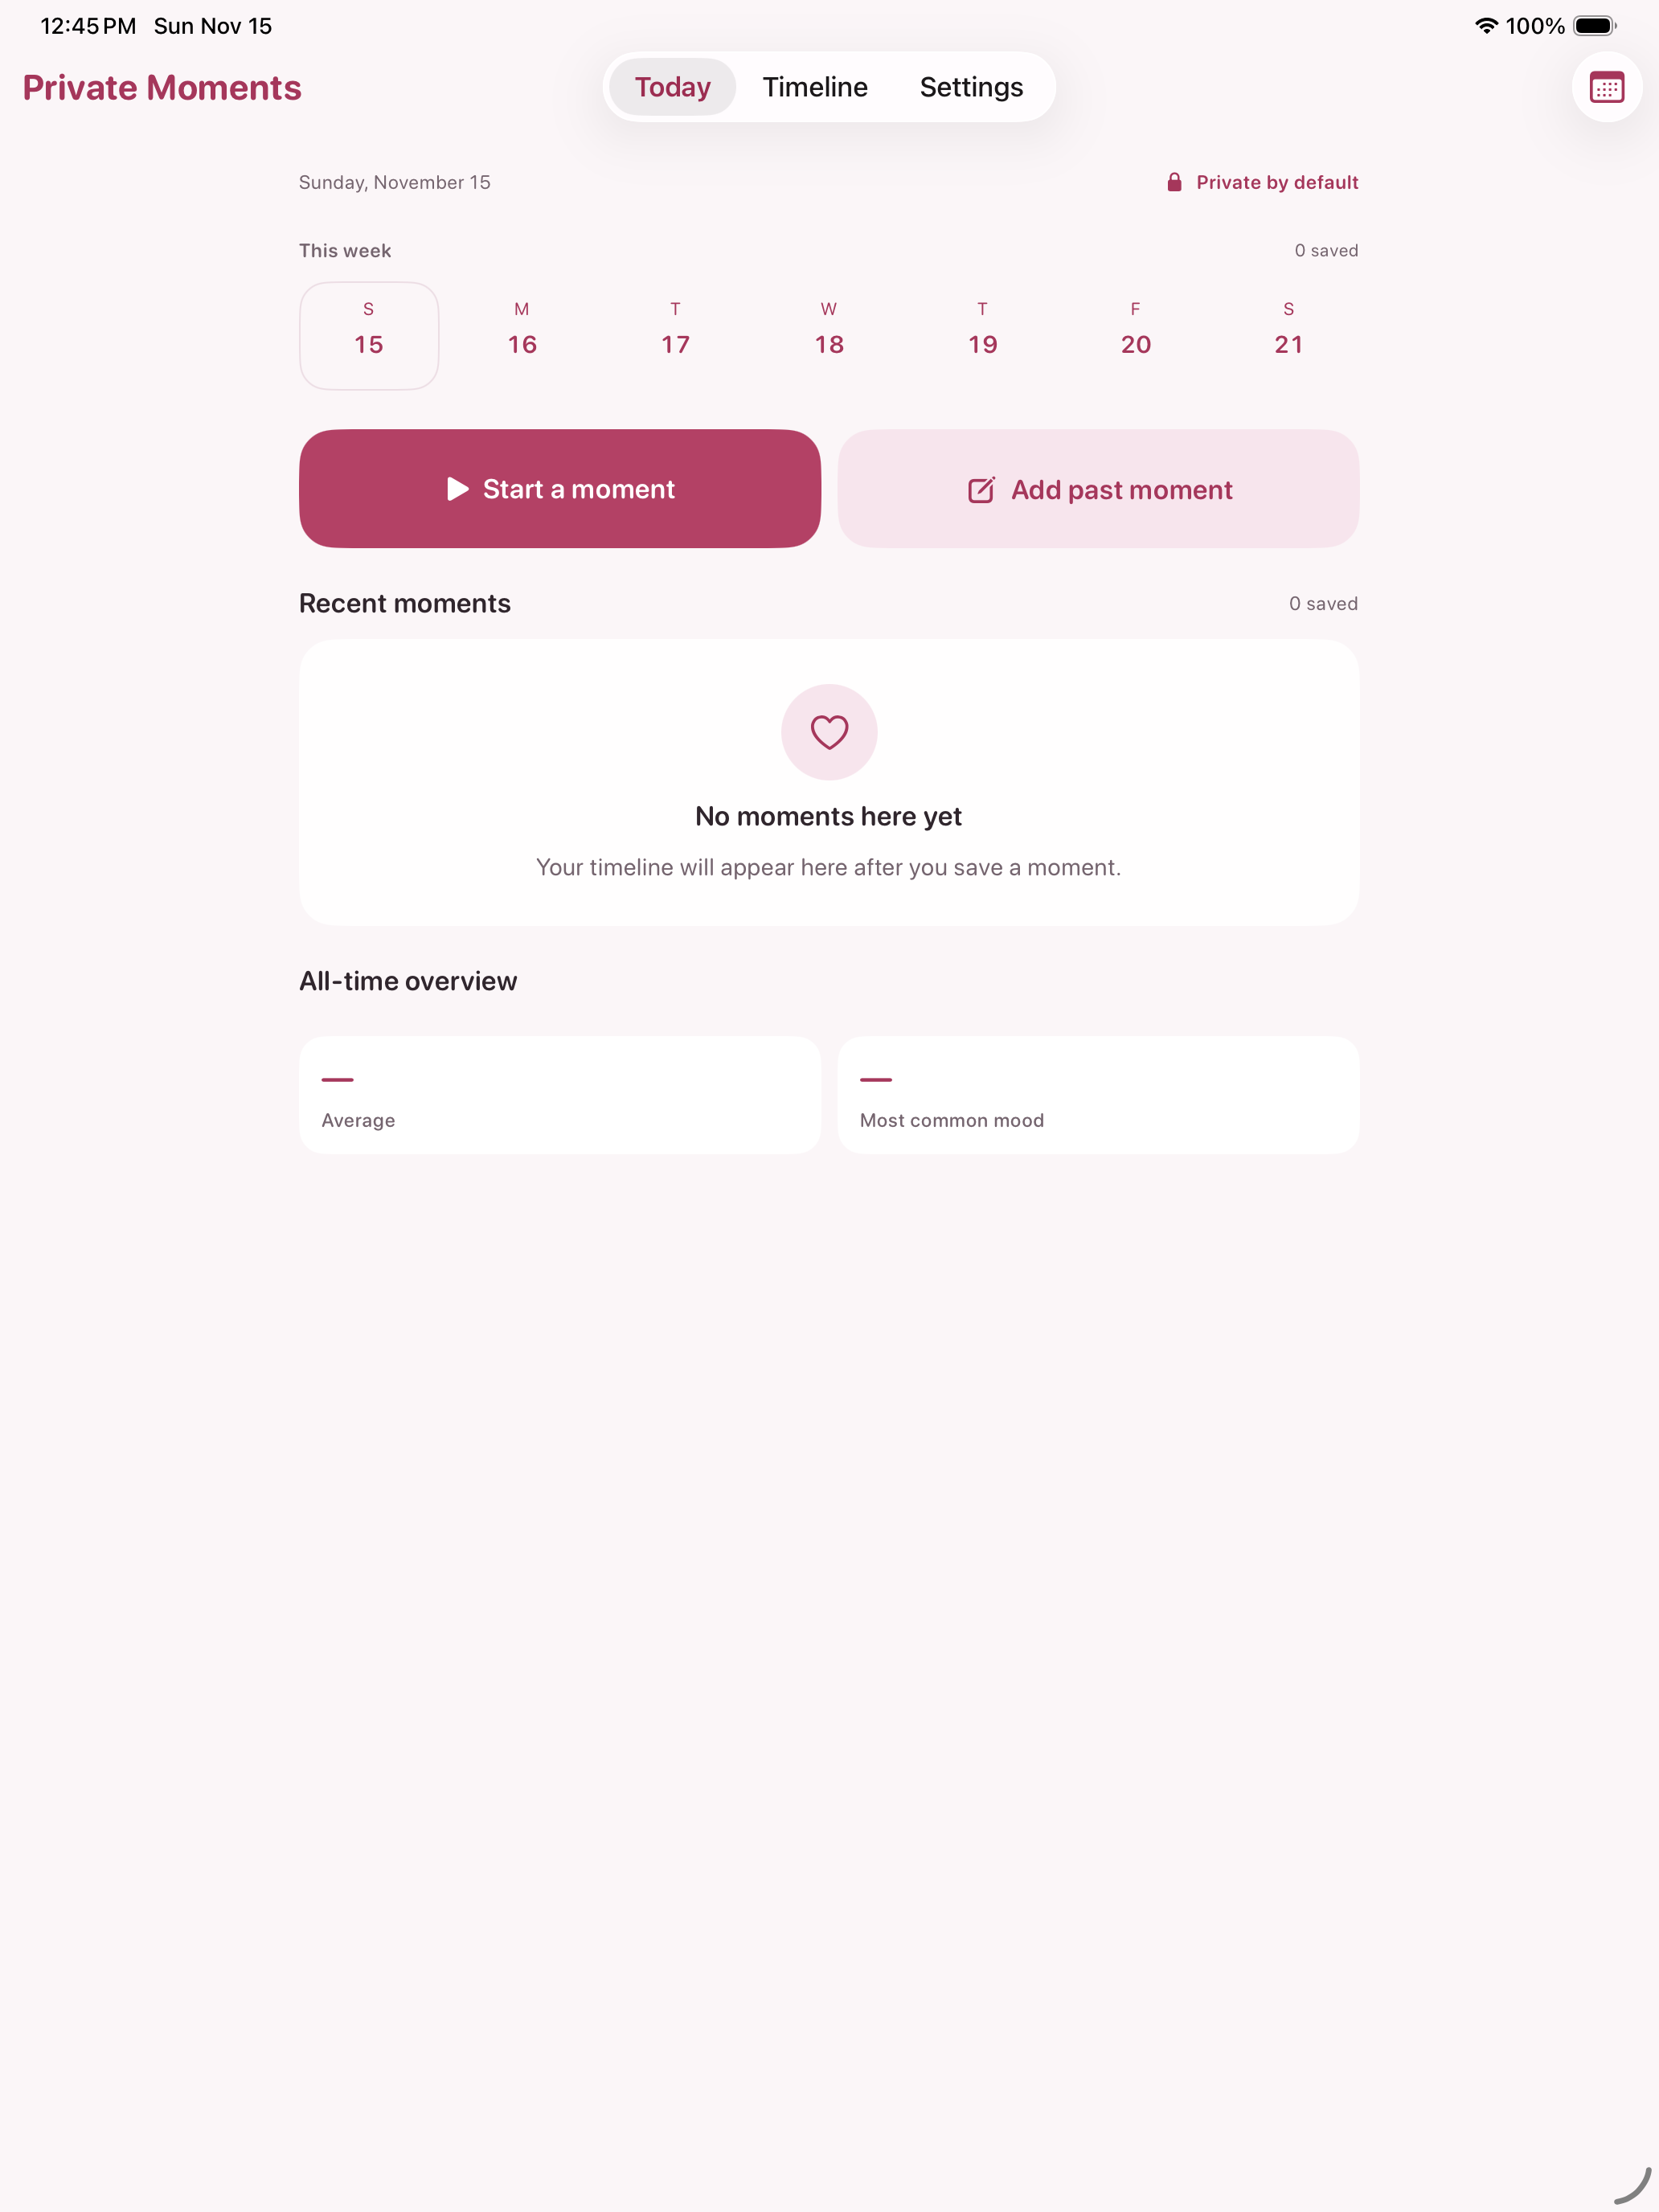 12:45 PM Sun Nov 15
100%
Private Moments
Today Timeline Settings
Sunday, November 15
Private by default
This week
0 saved
S M T W T F S
15 16 17 18 19 20 21
Start a moment
Add past moment
Recent moments
0 saved
No moments here yet
Your timeline will appear here after you save a moment.
All-time overview
—
—
Average
Most common mood